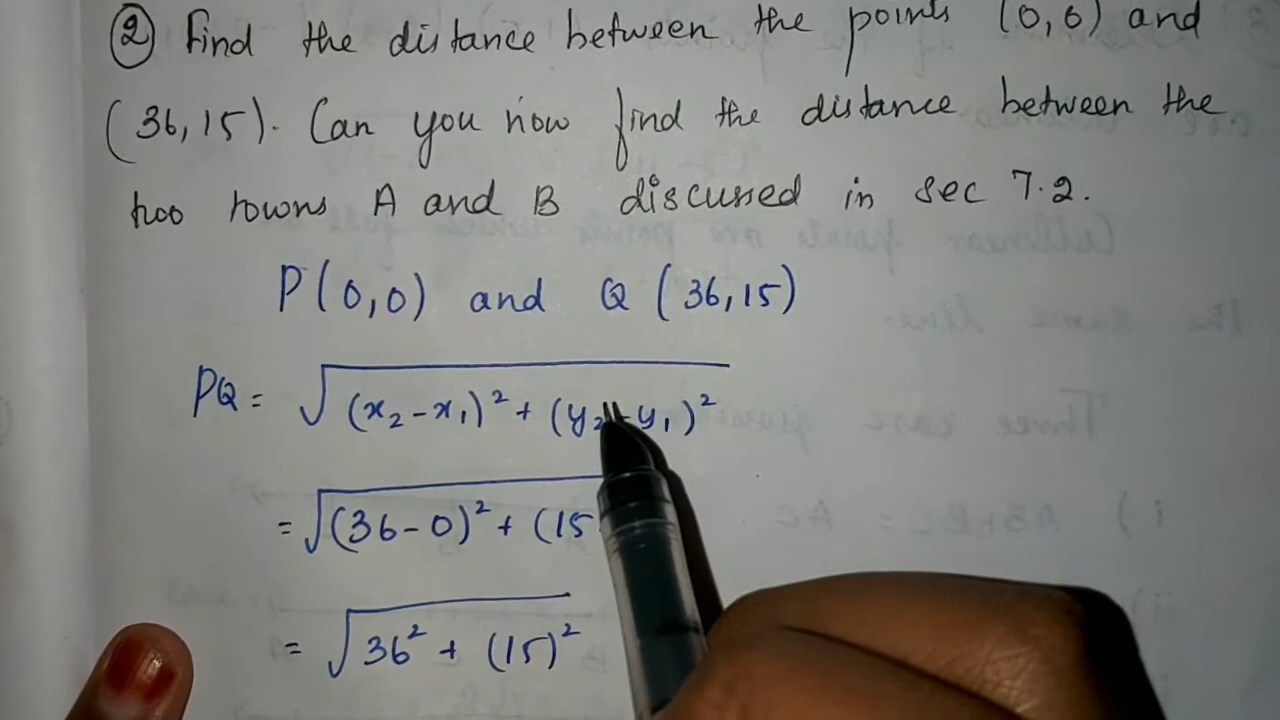 ② Find the distance between the points (0,0) and
(36,15). Can you now find the distance between the
two towns A and B discussed in sec 7.2.
P(0,0) and Q (36,15)
PQ = √(x₂-x₁)² + (y₂-y₁)²
= √(36-0)² + (15
= √36² + (15)²